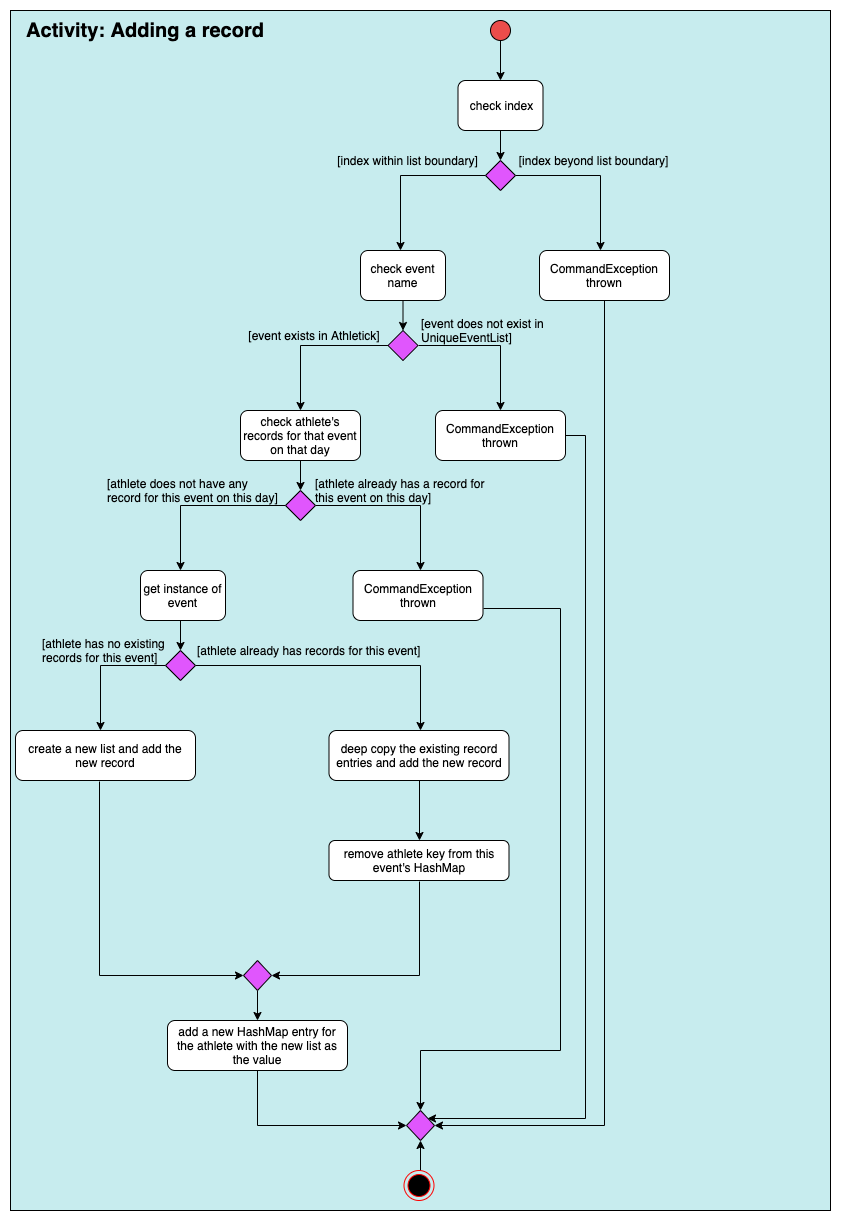 Activity: Adding a record
check index
[index within list boundary]
[index beyond list boundary]
check event
name
CommandException
thrown
[event exists in Athletick]
[event does not exist in
UniqueEventList]
check athlete's
records for that event
on that day
CommandException
thrown
[athlete does not have any
record for this event on this day]
[athlete already has a record for
this event on this day]
get instance of
event
CommandException
thrown
[athlete has no existing
records for this event]
[athlete already has records for this event]
create a new list and add the
new record
deep copy the existing record
entries and add the new record
remove athlete key from this
event's HashMap
add a new HashMap entry for
the athlete with the new list as
the value